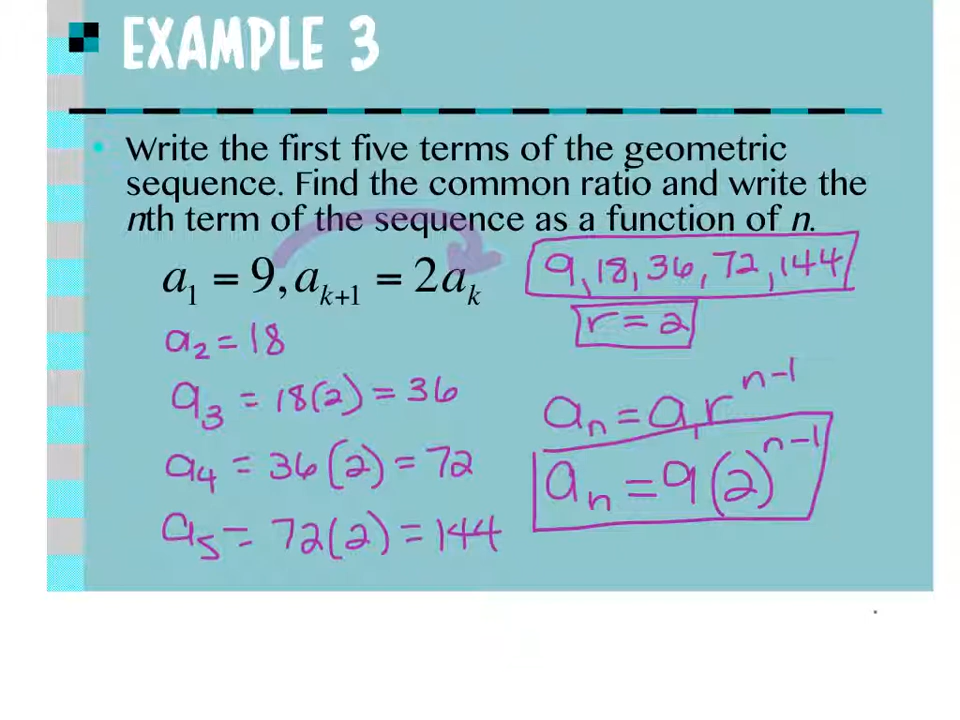 EXAMPLE 3
Write the first five terms of the geometric
sequence. Find the common ratio and write the
nth term of the sequence as a function of n.
a₁ = 9, aₖ₊₁ = 2aₖ
9, 18, 36, 72, 144
r = 2
a₂ = 18
a₃ = 18(2) = 36
a₄ = 36(2) = 72
a₅ = 72(2) = 144
aₙ = a₁rⁿ⁻¹
aₙ = 9(2)ⁿ⁻¹